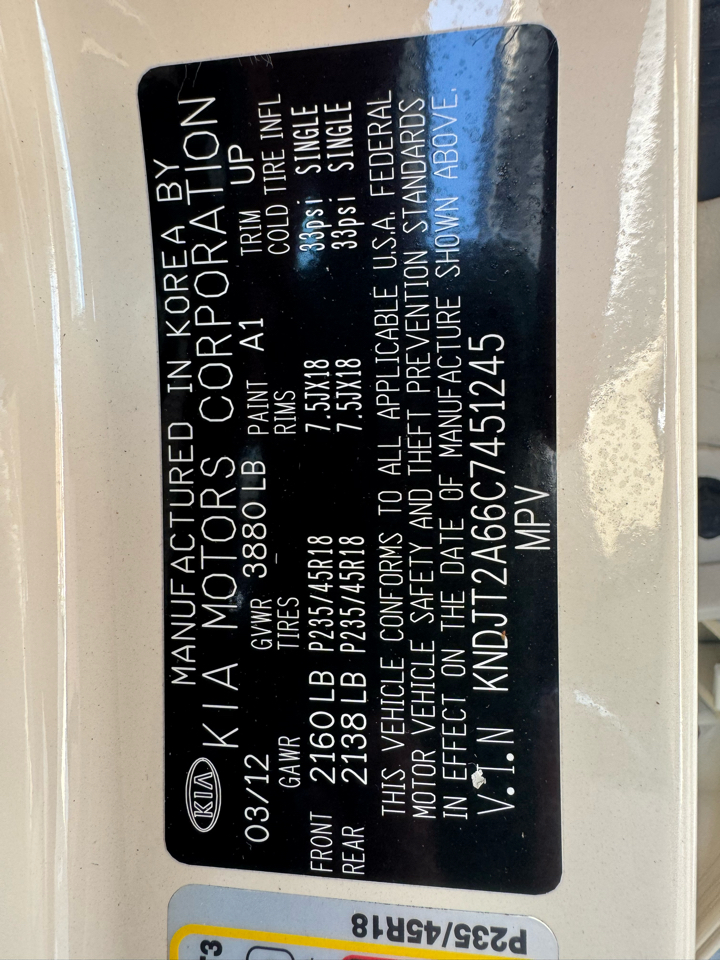 MANUFACTURED IN KOREA BY
KIA KIA MOTORS CORPORATION
03/12 GVWR 3880 LB PAINT A1 TRIM UP
GAWR TIRES RIMS COLD TIRE INFL
FRONT 2160 LB P235/45R18 7.5JX18 33psi SINGLE
REAR 2138 LB P235/45R18 7.5JX18 33psi SINGLE
THIS VEHICLE CONFORMS TO ALL APPLICABLE U.S.A. FEDERAL
MOTOR VEHICLE SAFETY AND THEFT PREVENTION STANDARDS
IN EFFECT ON THE DATE OF MANUFACTURE SHOWN ABOVE.
V.I.N KNDJT2A66C7451245
MPV
P235/45R18